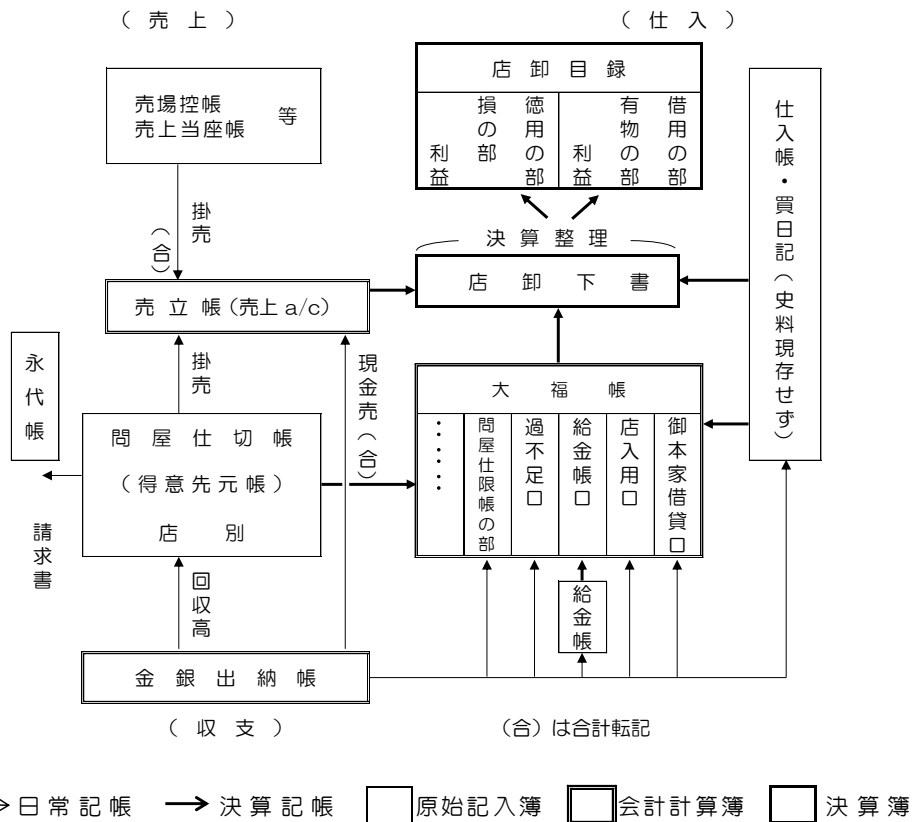 (売上)
(仕入)
売場控帳
売上当座帳
等
店卸目録
徳用の部
損の部
利益
借用の部
有物の部
利益
仕入帳・買日記(史料現存せず)
掛売
(合)
決算整理
売立帳(売上a/c)
店卸下書
永代帳
掛売
現金売(合)
大福帳
御本家借貸口
店入用口
給金帳口
過不足口
問屋仕限帳の部
・・・・・
問屋仕切帳
(得意先元帳)
店別
請求書
回収高
給金帳
金銀出納帳
(収支)
(合)は合計転記
日常記帳
決算記帳
原始記入簿
会計計算簿
決算簿